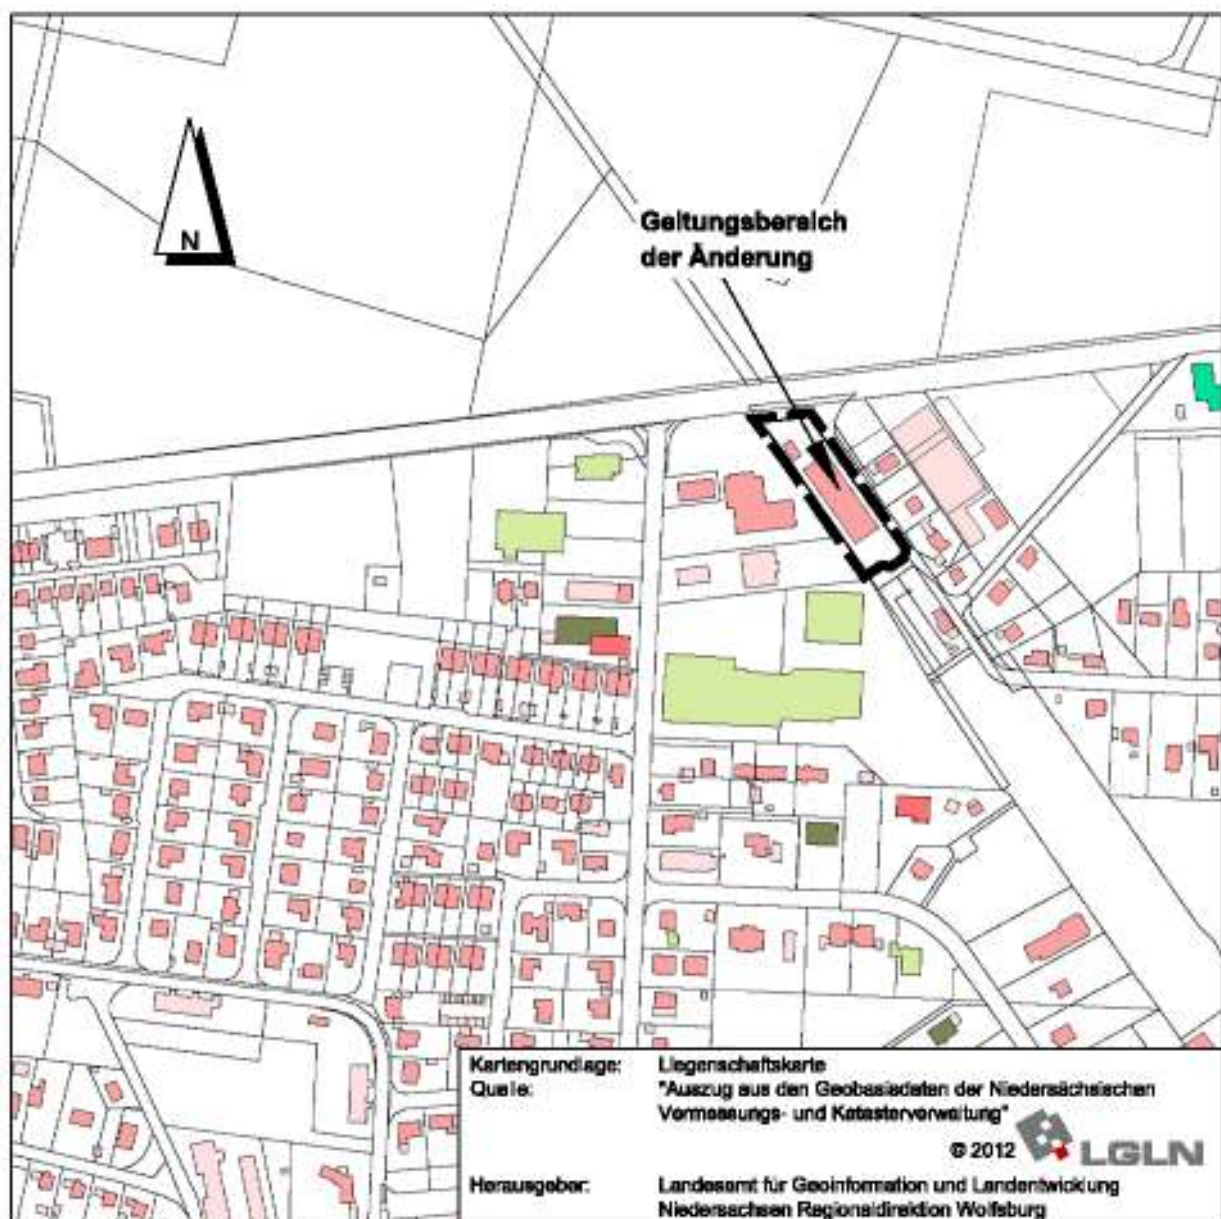 N
Geltungsbereich
der Änderung
Kartengrundlage: Liegenschaftskarte
Quelle: "Auszug aus den Geobasisdaten der Niedersächsischen
Vermessungs- und Katasterverwaltung"
© 2012 LGLN
Herausgeber: Landesamt für Geoinformation und Landentwicklung
Niedersachsen Regionaldirektion Wolfsburg